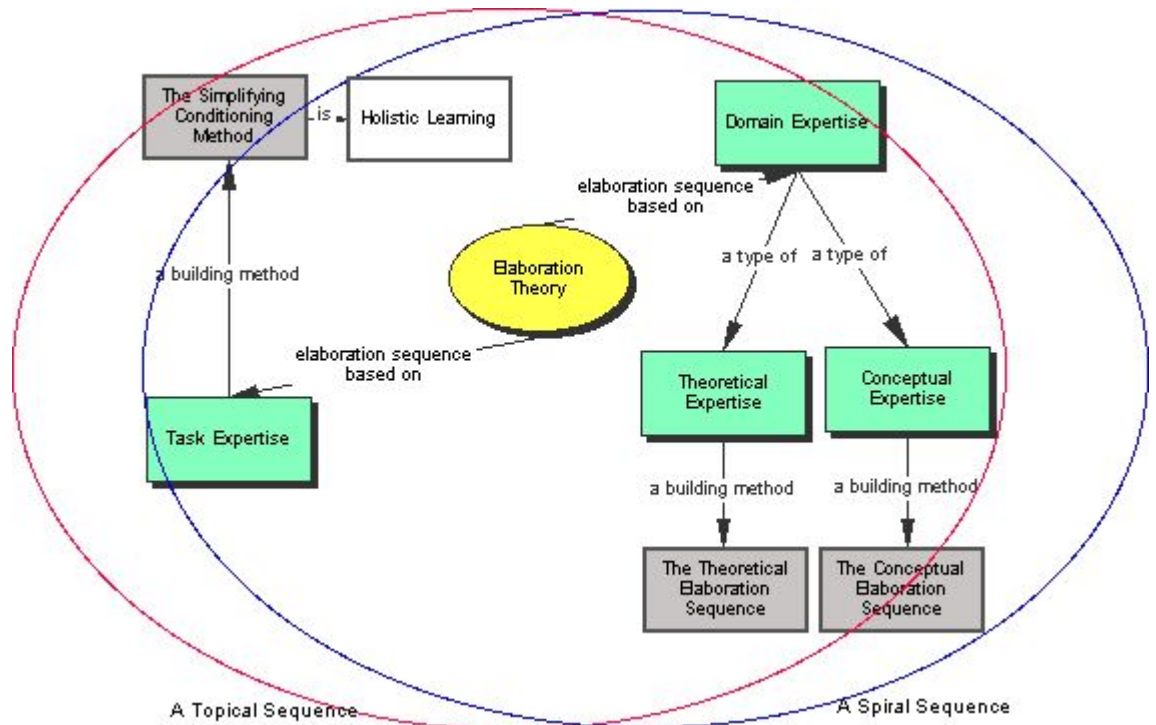 The Simplifying
Conditioning
Method
is
Holistic Learning
Domain Expertise
elaboration sequence
based on
a type of
a type of
Elaboration
Theory
a building method
elaboration sequence
based on
Task Expertise
Theoretical
Expertise
Conceptual
Expertise
a building method
a building method
The Theoretical
Elaboration
Sequence
The Conceptual
Elaboration
Sequence
A Topical Sequence
A Spiral Sequence